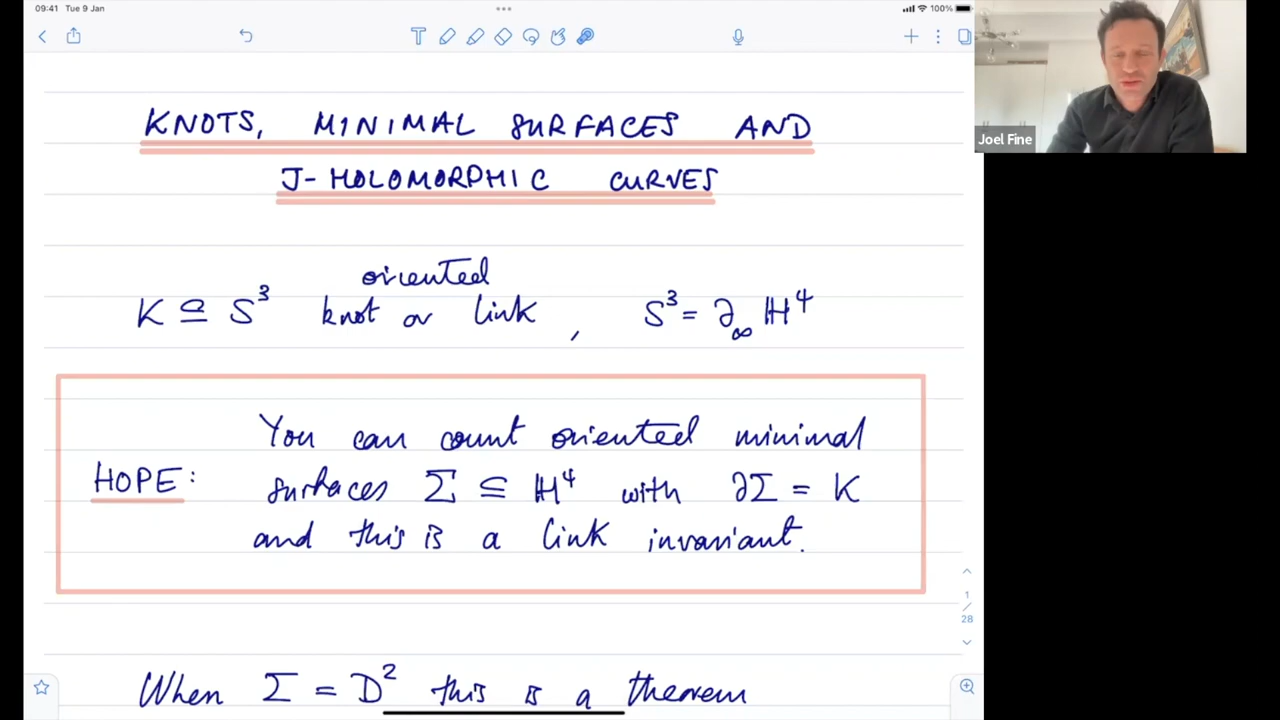 09:41 Tue 9 Jan
100%
Joel Fine
KNOTS, MINIMAL SURFACES AND
J-HOLOMORPHIC CURVES
oriented
K ⊆ S³ knot or link , S³ = ∂∞ ℍ⁴
You can count oriented minimal
HOPE: surfaces Σ ⊆ ℍ⁴ with ∂Σ = K
and this is a link invariant.
1
/
28
When Σ = D² this is a theorem